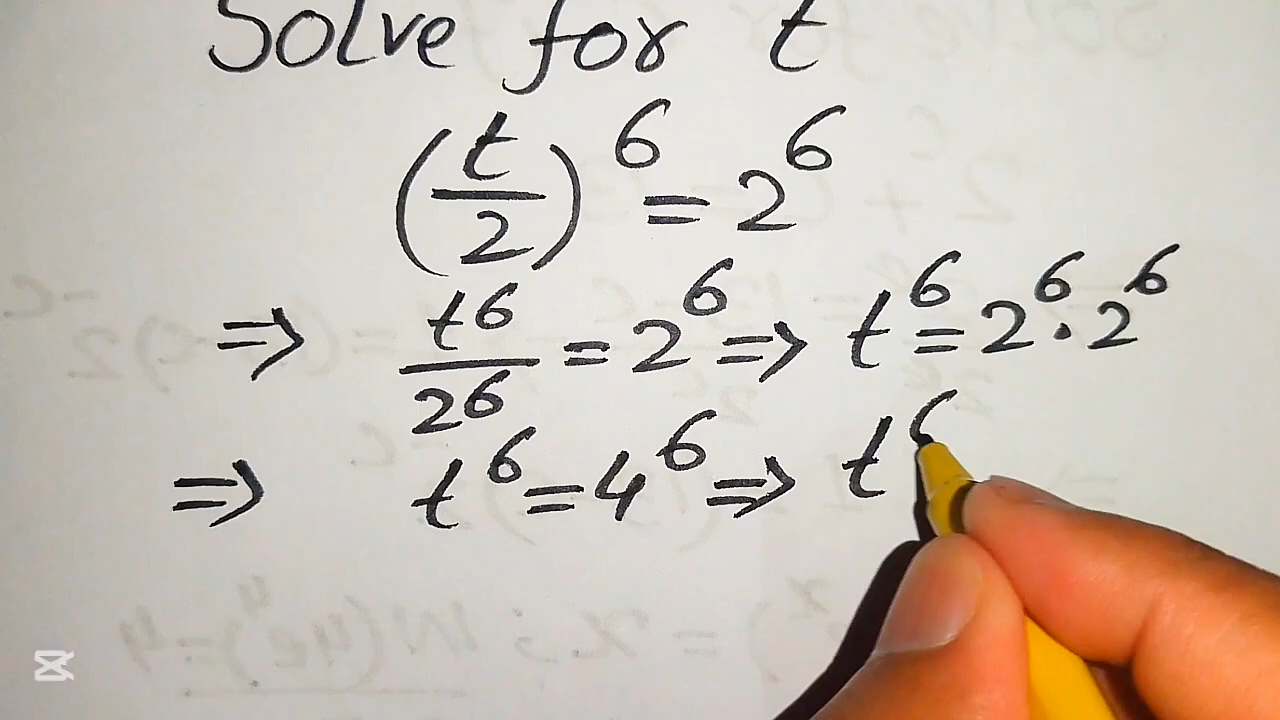 Solve for t
(t/2)^6 = 2^6
⇒ t^6/2^6 = 2^6 ⇒ t^6 = 2^6 · 2^6
⇒ t^6 = 4^6 ⇒ t^6